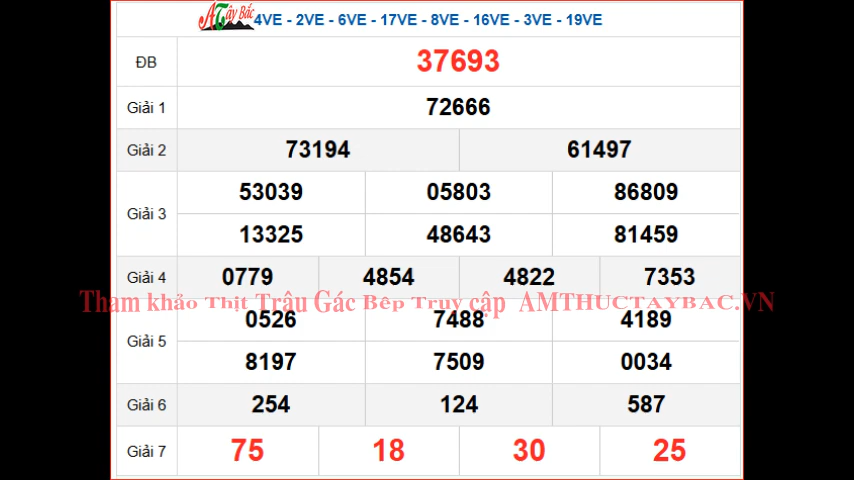 ATây Bắc 4VE - 2VE - 6VE - 17VE - 8VE - 16VE - 3VE - 19VE
ĐB 37693
Giải 1 72666
Giải 2 73194 61497
Giải 3 53039 05803 86809
13325 48643 81459
Giải 4 0779 4854 4822 7353
Tham khảo Thịt Trâu Gác Bếp Truy cập AMTHUCTAYBAC.VN
Giải 5 0526 7488 4189
8197 7509 0034
Giải 6 254 124 587
Giải 7 75 18 30 25